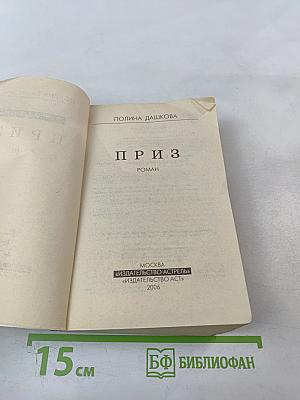 ПОЛИНА ДАШКОВА
ПРИЗ
РОМАН
МОСКВА
«ИЗДАТЕЛЬСТВО АСТРЕЛЬ»
«ИЗДАТЕЛЬСТВО АСТ»
2006
15 см
БФ БИБЛИОФАН